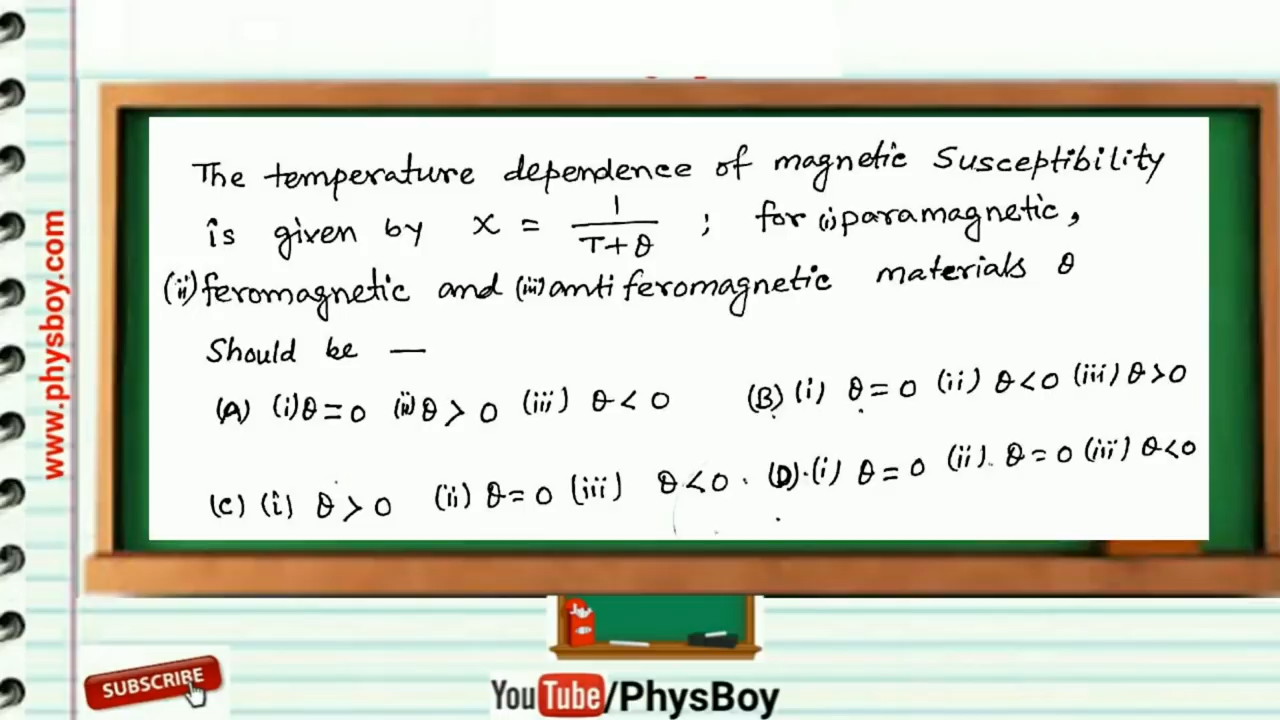 The temperature dependence of magnetic Susceptibility
is given by x = 1/(T+θ) ; for (i) paramagnetic,
(ii) feromagnetic and (iii) anti feromagnetic materials θ
Should be —
(A) (i) θ = 0 (ii) θ > 0 (iii) θ < 0 (B) (i) θ = 0 (ii) θ < 0 (iii) θ > 0
(C) (i) θ > 0 (ii) θ = 0 (iii) θ < 0 . (D) (i) θ = 0 (ii) θ = 0 (iii) θ < 0
www.physboy.com
SUBSCRIBE
YouTube/PhysBoy